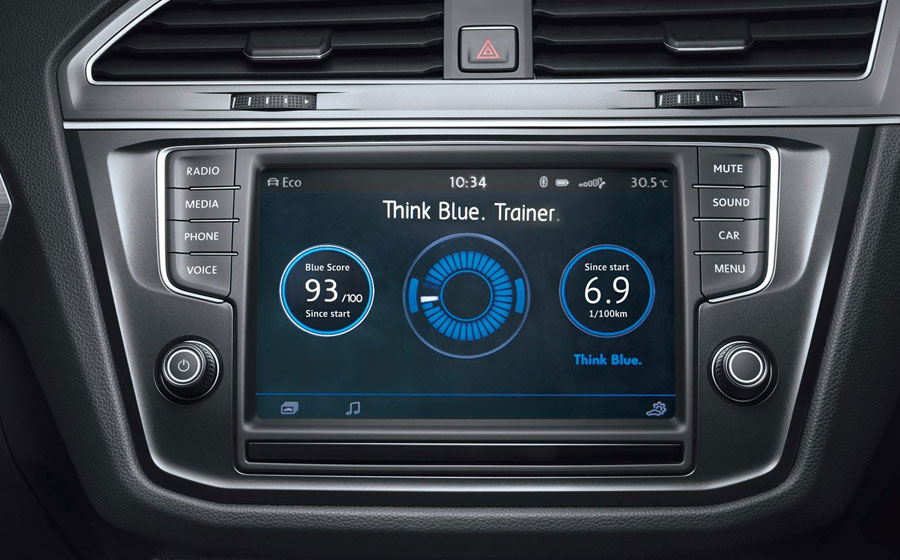 RADIO
MEDIA
PHONE
VOICE
Eco
10:34
30.5°C
Think Blue. Trainer.
Blue Score
93/100
Since start
Since start
6.9
1/100km
Think Blue.
MUTE
SOUND
CAR
MENU